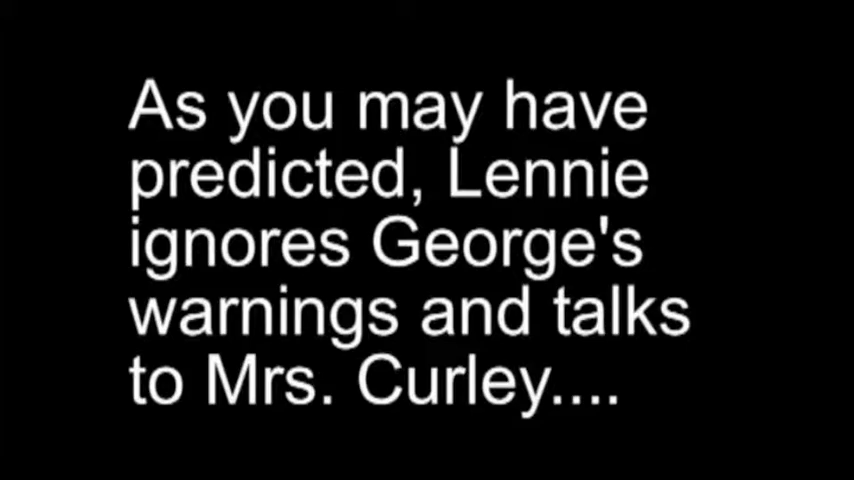 As you may have
predicted, Lennie
ignores George's
warnings and talks
to Mrs. Curley....